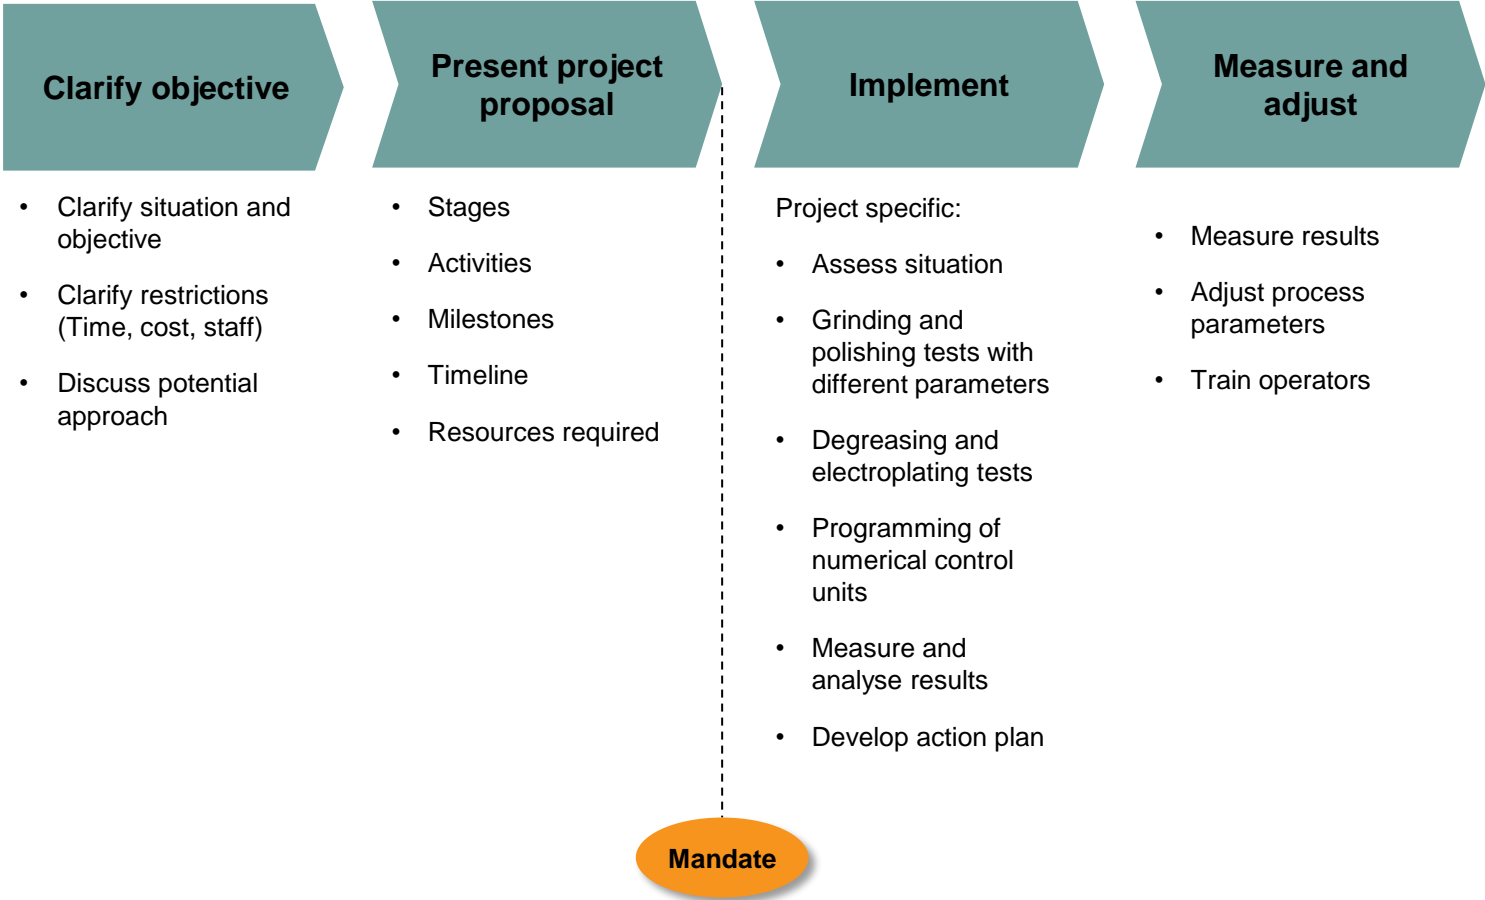 Clarify objective
• Clarify situation and
objective
• Clarify restrictions
(Time, cost, staff)
• Discuss potential
approach
Present project
proposal
• Stages
• Activities
• Milestones
• Timeline
• Resources required
Implement
Project specific:
• Assess situation
• Grinding and
polishing tests with
different parameters
• Degreasing and
electroplating tests
• Programming of
numerical control
units
• Measure and
analyse results
• Develop action plan
Measure and
adjust
• Measure results
• Adjust process
parameters
• Train operators
Mandate